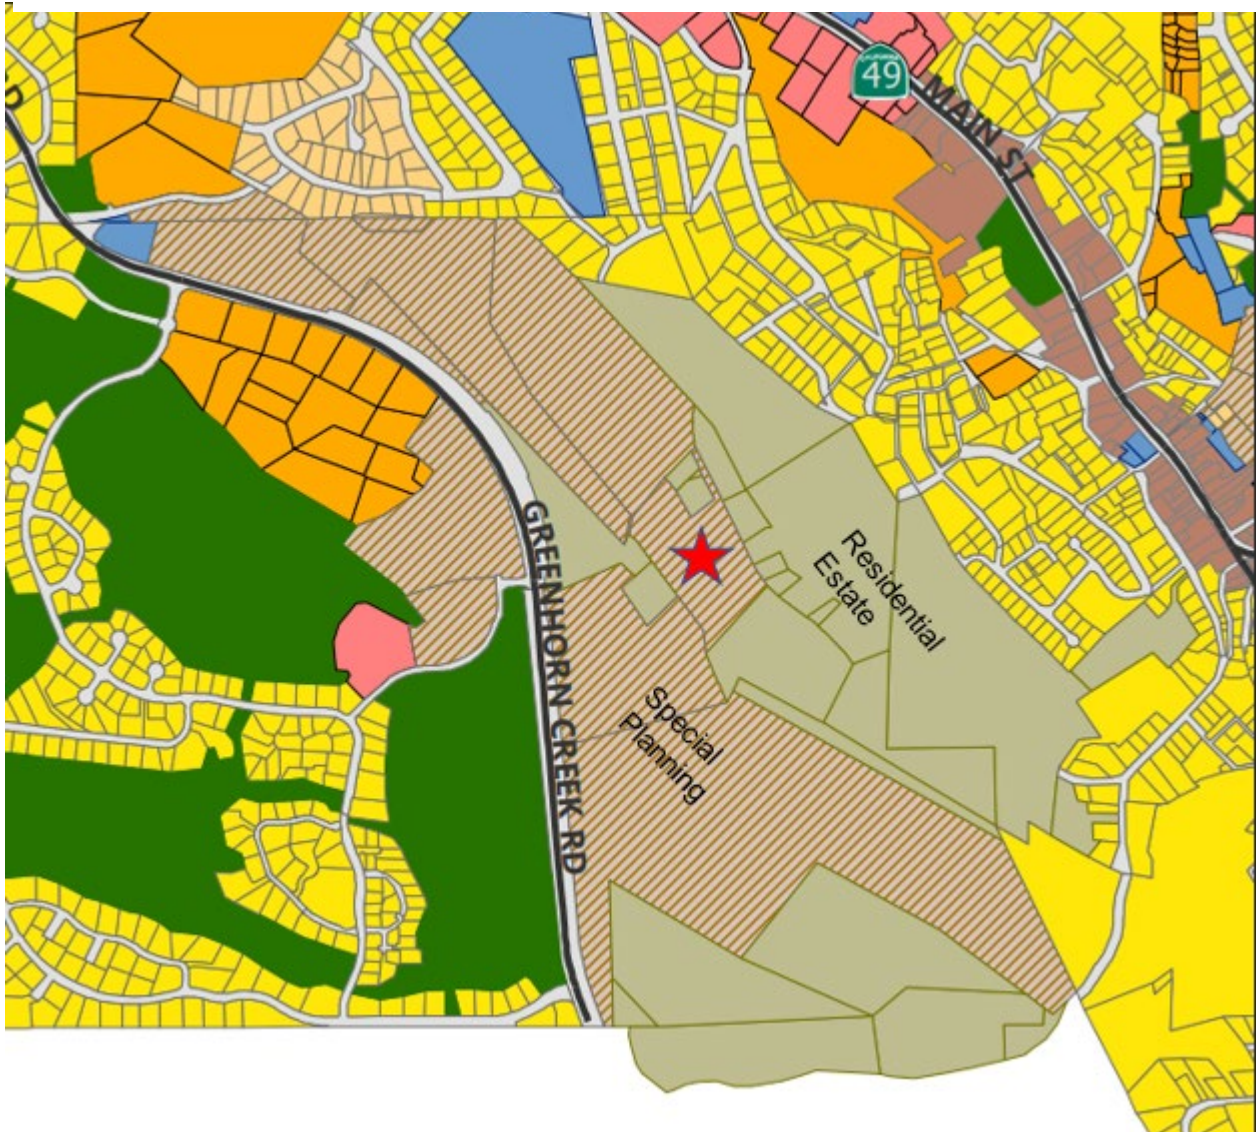 49
MAIN ST
Residential
Estate
GREENHORN CREEK RD
Special
Planning